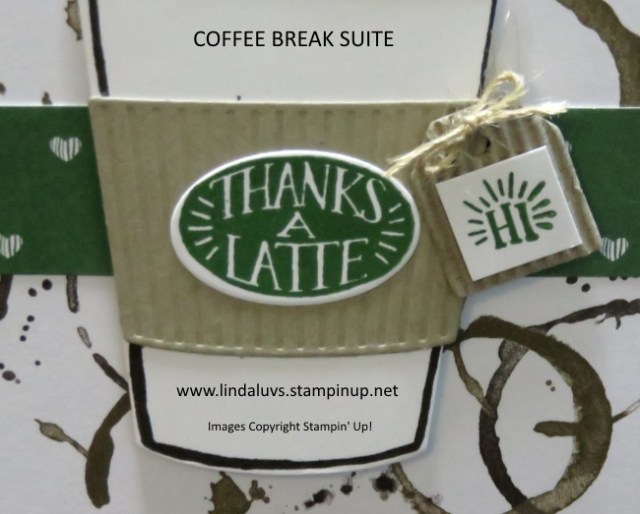 COFFEE BREAK SUITE
THANKS
A
LATTE
HI
www.lindaluvs.stampinup.net
Images Copyright Stampin' Up!